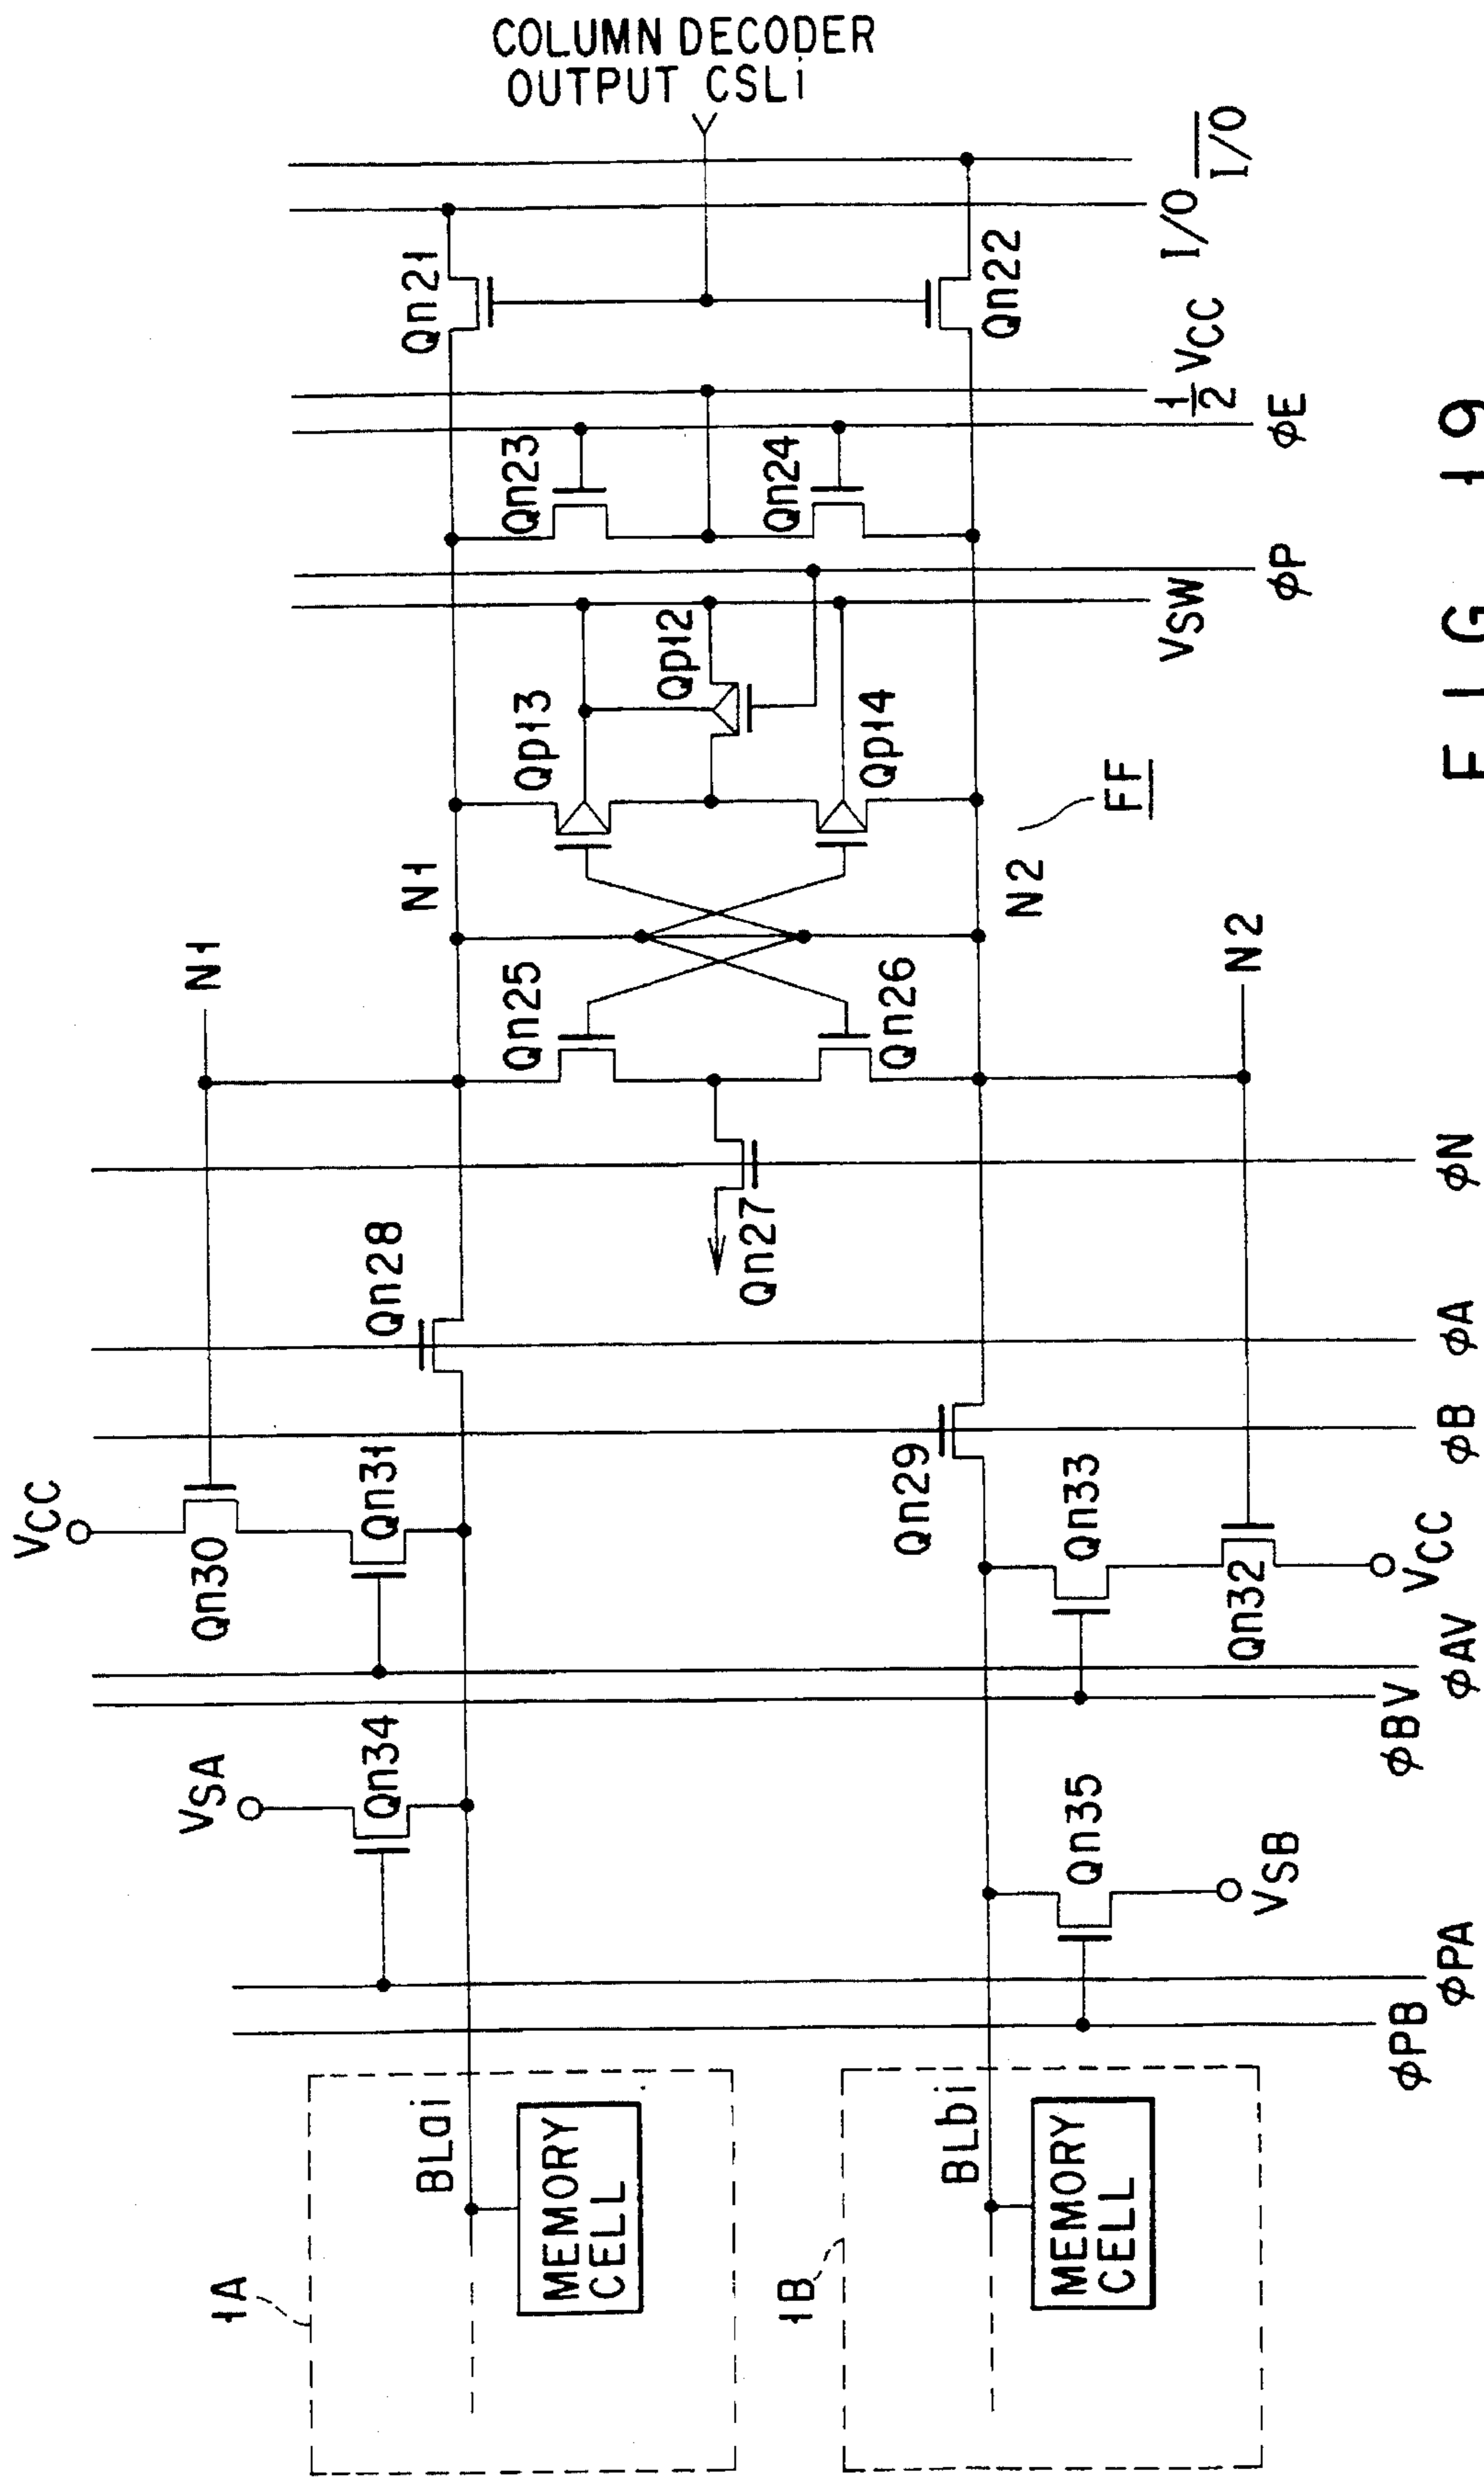 COLUMN DECODER
OUTPUT CSLi
I/O
I/O
Qn21
Qn22
1/2 VCC
φE
Qn23
Qn24
φP
VSW
Qp12
Qp13
Qp14
FF
N1
N2
N1
N2
Qn25
Qn26
φN
Qn27
Qn28
φA
φB
Qn29
VCC
Qn30
Qn31
Qn33
Qn32
VCC
φAV
φBV
VSA
Qn34
Qn35
VSB
φPA
φPB
BLai
MEMORY
CELL
1A
BLbi
MEMORY
CELL
1B
FIG 19